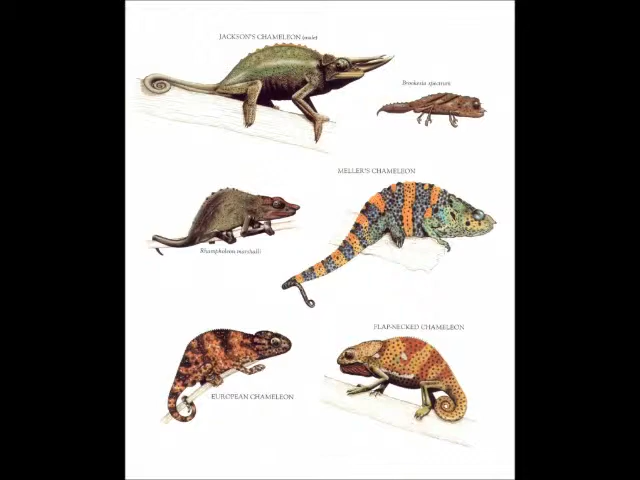 JACKSON'S CHAMELEON (male)
Brookesia spectrum
MELLER'S CHAMELEON
Rhampholeon marshalli
FLAP-NECKED CHAMELEON
EUROPEAN CHAMELEON